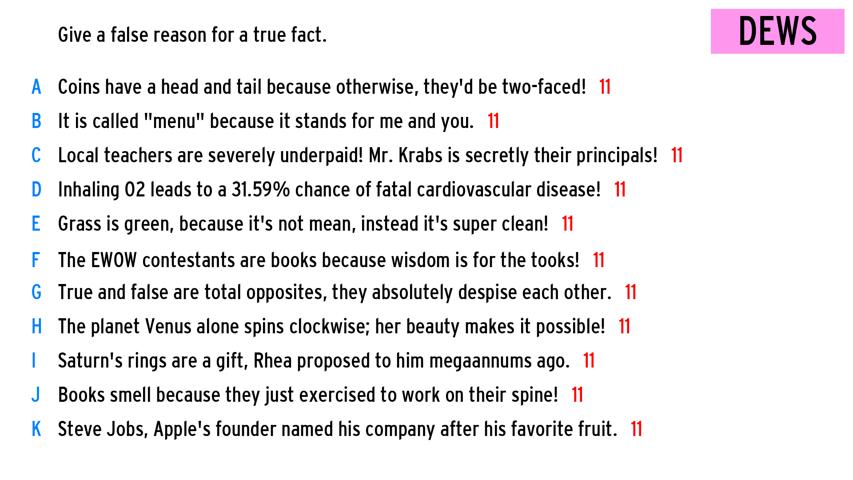 Give a false reason for a true fact.
DEWS
A Coins have a head and tail because otherwise, they'd be two-faced! 11
B It is called "menu" because it stands for me and you. 11
C Local teachers are severely underpaid! Mr. Krabs is secretly their principals! 11
D Inhaling O2 leads to a 31.59% chance of fatal cardiovascular disease! 11
E Grass is green, because it's not mean, instead it's super clean! 11
F The EWOW contestants are books because wisdom is for the tooks! 11
G True and false are total opposites, they absolutely despise each other. 11
H The planet Venus alone spins clockwise; her beauty makes it possible! 11
I Saturn's rings are a gift, Rhea proposed to him megaannums ago. 11
J Books smell because they just exercised to work on their spine! 11
K Steve Jobs, Apple's founder named his company after his favorite fruit. 11